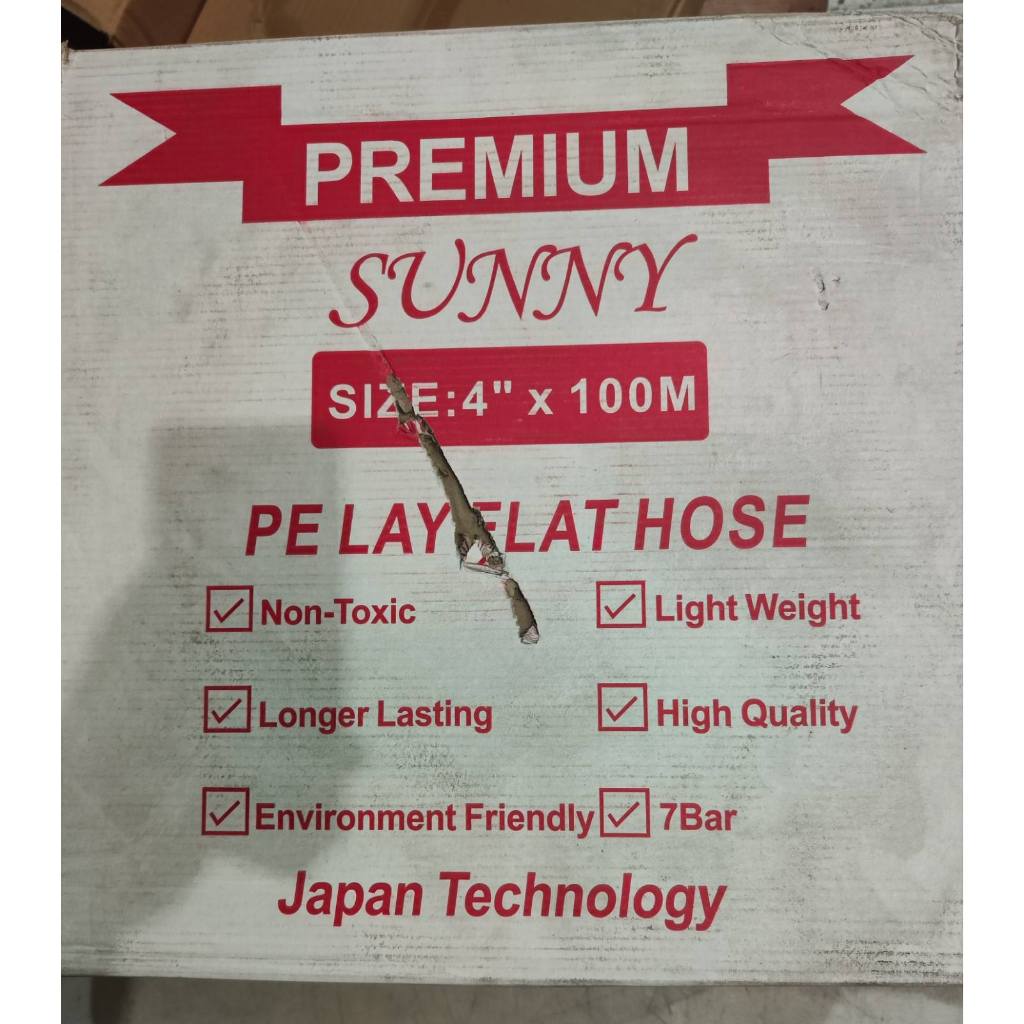 PREMIUM
SUNNY
SIZE:4" x 100M
PE LAY FLAT HOSE
Non-Toxic Light Weight
Longer Lasting High Quality
Environment Friendly 7Bar
Japan Technology